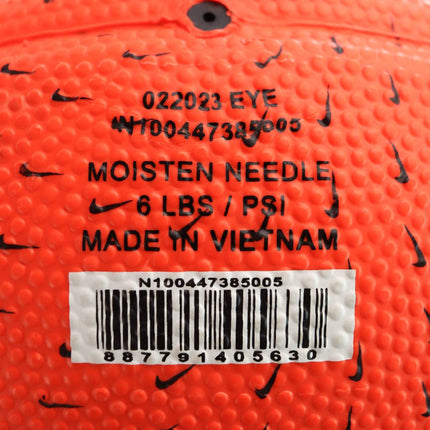 022023 EYE
N100447385005
MOISTEN NEEDLE
6 LBS / PSI
MADE IN VIETNAM
N100447385005
887791405630